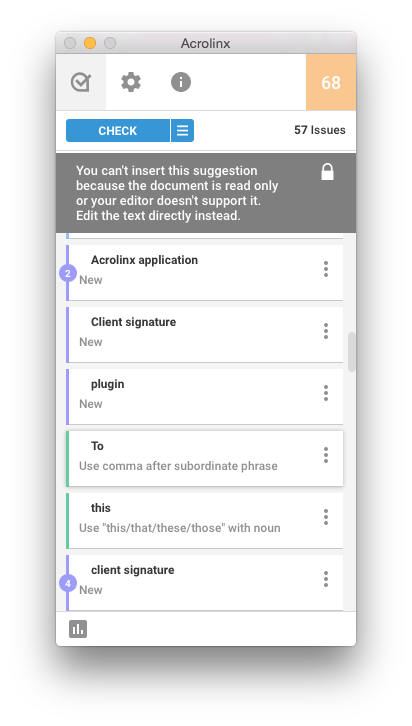 Acrolinx
68
CHECK
57 Issues
You can't insert this suggestion
because the document is read only
or your editor doesn't support it.
Edit the text directly instead.
Acrolinx application
2
New
Client signature
New
plugin
New
To
Use comma after subordinate phrase
this
Use "this/that/these/those" with noun
client signature
4
New